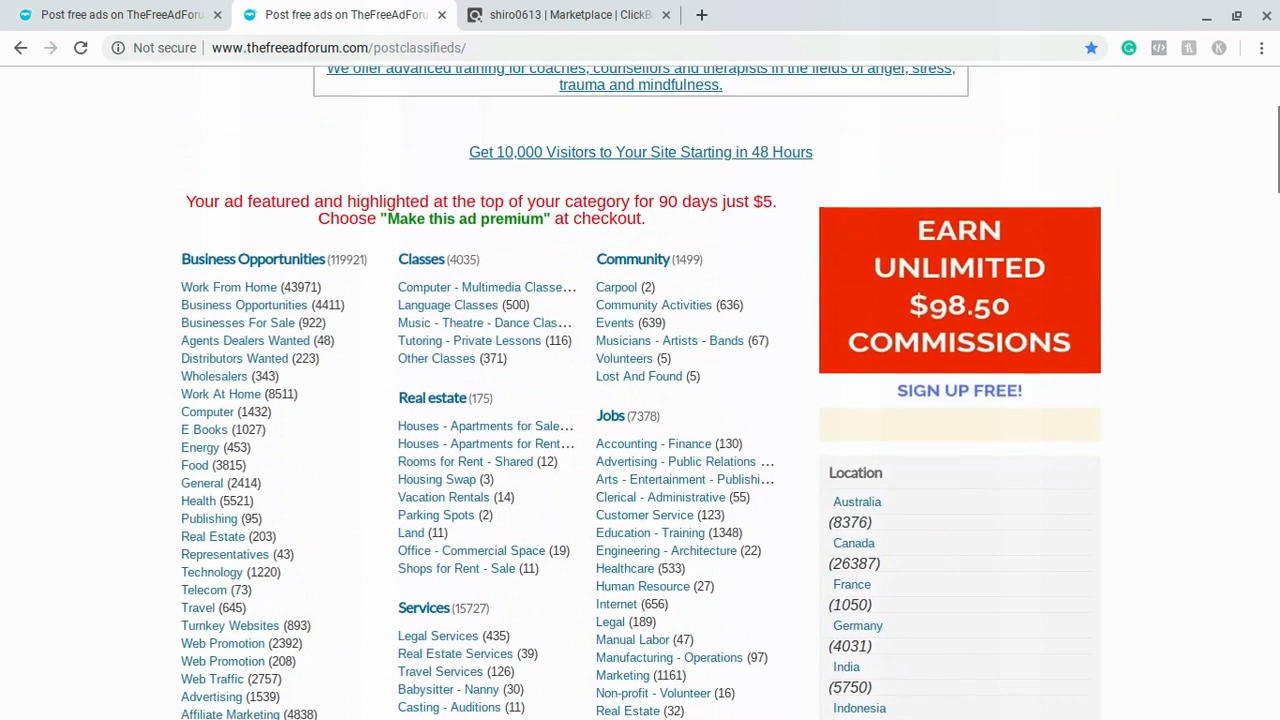 Post free ads on TheFreeAdForu
Post free ads on TheFreeAdForu
shiro0613 | Marketplace | ClickB
Not secure
www.thefreeadforum.com/postclassifieds/
We offer advanced training for coaches, counsellors and therapists in the fields of anger, stress,
trauma and mindfulness.
Get 10,000 Visitors to Your Site Starting in 48 Hours
Your ad featured and highlighted at the top of your category for 90 days just $5.
Choose "Make this ad premium" at checkout.
Business Opportunities (119921)
Work From Home (43971)
Business Opportunities (4411)
Businesses For Sale (922)
Agents Dealers Wanted (48)
Distributors Wanted (223)
Wholesalers (343)
Work At Home (8511)
Computer (1432)
E Books (1027)
Energy (453)
Food (3815)
General (2414)
Health (5521)
Publishing (95)
Real Estate (203)
Representatives (43)
Technology (1220)
Telecom (73)
Travel (645)
Turnkey Websites (893)
Web Promotion (2392)
Web Promotion (208)
Web Traffic (2757)
Advertising (1539)
Affiliate Marketing (4838)
Classes (4035)
Computer - Multimedia Classe...
Language Classes (500)
Music - Theatre - Dance Clas...
Tutoring - Private Lessons (116)
Other Classes (371)
Real estate (175)
Houses - Apartments for Sale...
Houses - Apartments for Rent...
Rooms for Rent - Shared (12)
Housing Swap (3)
Vacation Rentals (14)
Parking Spots (2)
Land (11)
Office - Commercial Space (19)
Shops for Rent - Sale (11)
Services (15727)
Legal Services (435)
Real Estate Services (39)
Travel Services (126)
Babysitter - Nanny (30)
Casting - Auditions (11)
Community (1499)
Carpool (2)
Community Activities (636)
Events (639)
Musicians - Artists - Bands (67)
Volunteers (5)
Lost And Found (5)
Jobs (7378)
Accounting - Finance (130)
Advertising - Public Relations ...
Arts - Entertainment - Publishi...
Clerical - Administrative (55)
Customer Service (123)
Education - Training (1348)
Engineering - Architecture (22)
Healthcare (533)
Human Resource (27)
Internet (656)
Legal (189)
Manual Labor (47)
Manufacturing - Operations (97)
Marketing (1161)
Non-profit - Volunteer (16)
Real Estate (32)
EARN
UNLIMITED
$98.50
COMMISSIONS
SIGN UP FREE!
Location
Australia
(8376)
Canada
(26387)
France
(1050)
Germany
(4031)
India
(5750)
Indonesia